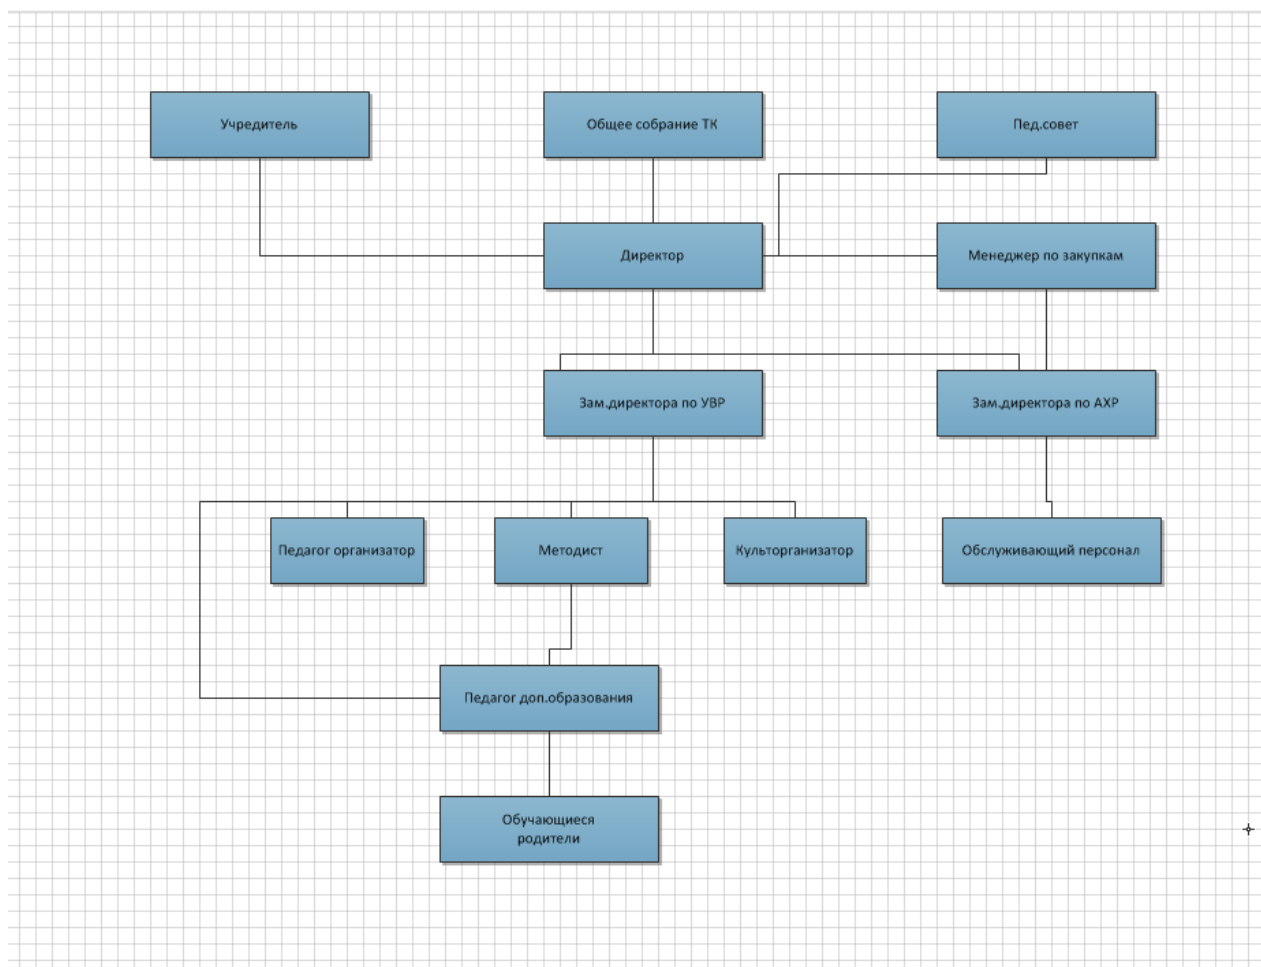 Учредитель
Общее собрание ТК
Пед.совет
Директор
Менеджер по закупкам
Зам.директора по УВР
Зам.директора по АХР
Педагог организатор
Методист
Культорганизатор
Обслуживающий персонал
Педагог доп.образования
Обучающиеся
родители